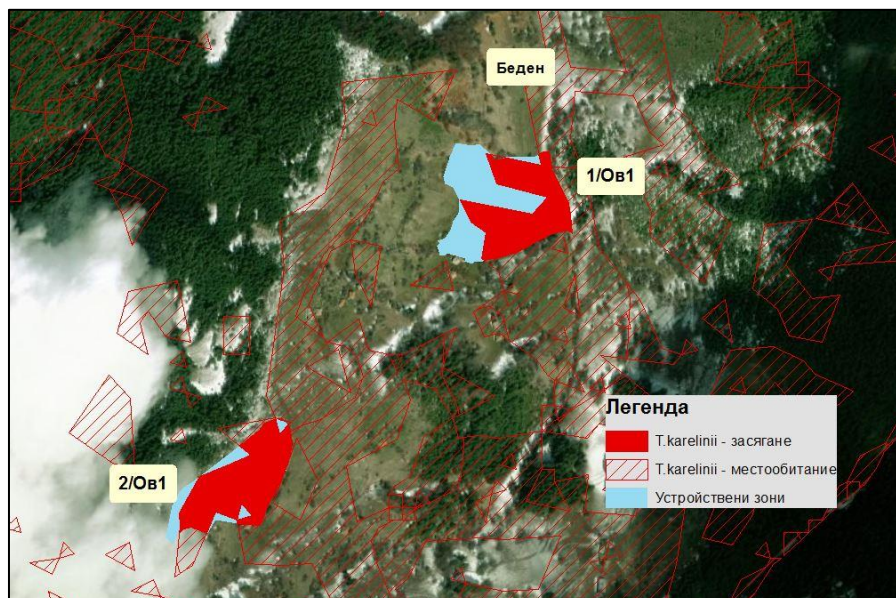 Беден
1/Ов1
2/Ов1
Легенда
T.karelinii - засягане
T.karelinii - местообитание
Устройствени зони